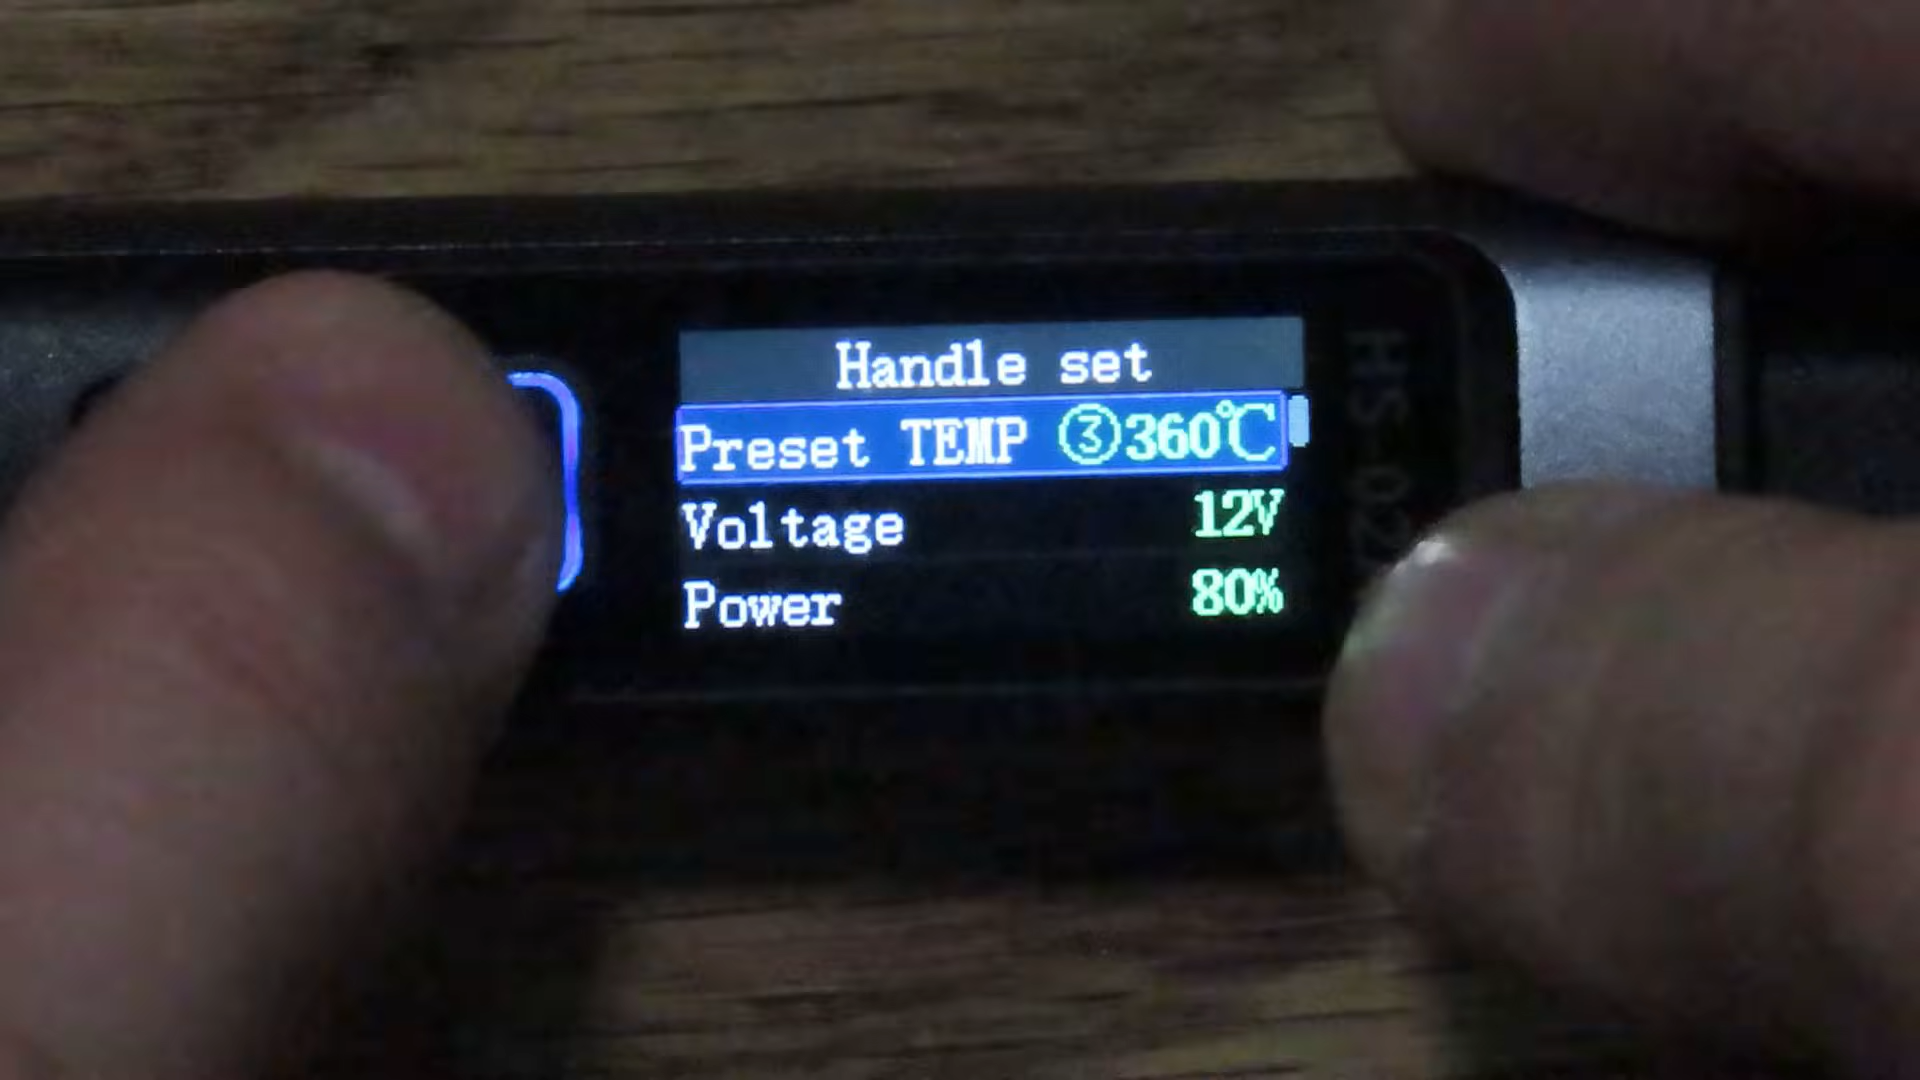 Handle set
Preset TEMP ③360℃
Voltage 12V
Power 80%